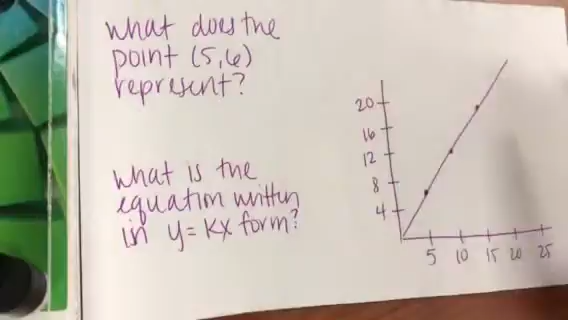 What does the
point (5,6)
represent?
What is the
equation written
in y=kx form?
20
16
12
8
4
5 10 15 20 25